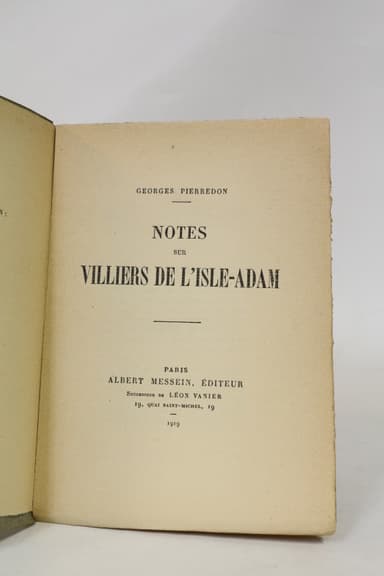 GEORGES PIERREDON
NOTES
SUR
VILLIERS DE L'ISLE-ADAM
PARIS
ALBERT MESSEIN, ÉDITEUR
Successeur de LÉON VANIER
19, QUAI SAINT-MICHEL, 19
1919